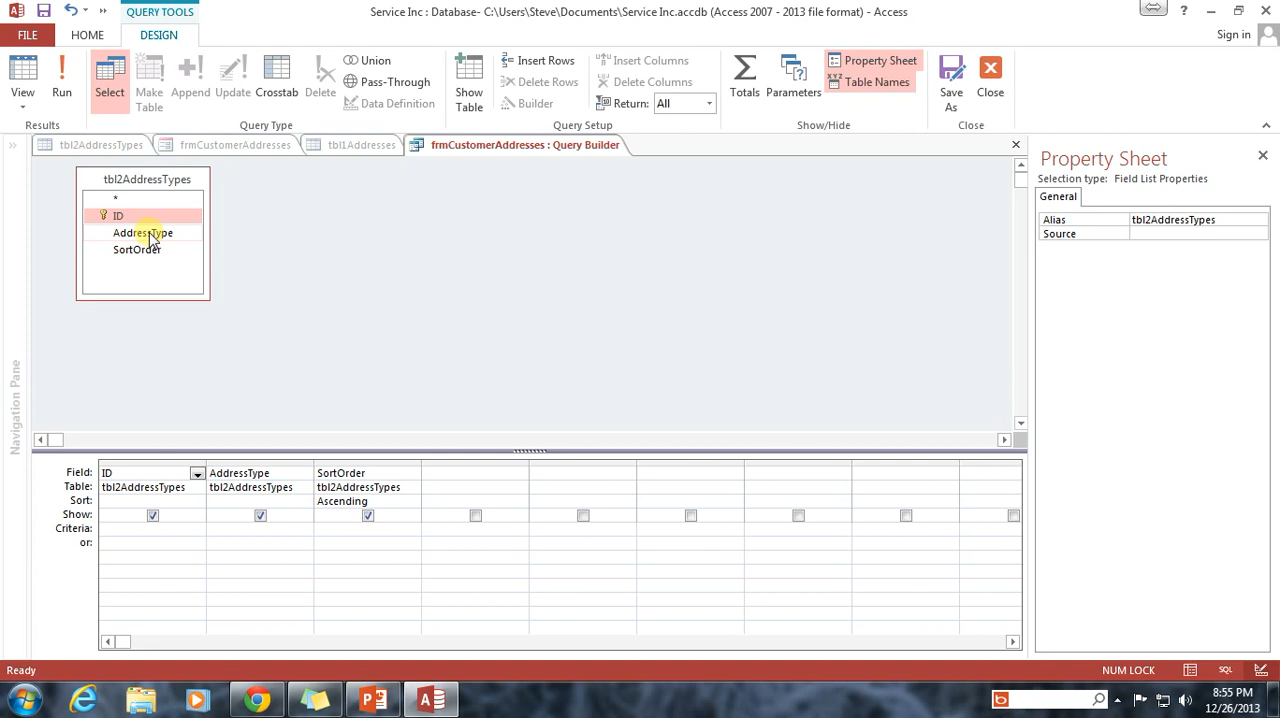 QUERY TOOLS
Service Inc : Database- C:\Users\Steve\Documents\Service Inc.accdb (Access 2007 - 2013 file format) - Access
FILE
HOME
DESIGN
Sign in
View
Run
Select
Make Table
Append
Update
Crosstab
Delete
Union
Pass-Through
Data Definition
Show Table
Insert Rows
Delete Rows
Builder
Insert Columns
Delete Columns
Return: All
Totals
Parameters
Property Sheet
Table Names
Save As
Close
Results
Query Type
Query Setup
Show/Hide
Close
tbl2AddressTypes
frmCustomerAddresses
tbl1Addresses
frmCustomerAddresses : Query Builder
tbl2AddressTypes
*
ID
AddressType
SortOrder
Navigation Pane
Property Sheet
Selection type: Field List Properties
General
Alias tbl2AddressTypes
Source
Field: ID AddressType SortOrder
Table: tbl2AddressTypes tbl2AddressTypes tbl2AddressTypes
Sort: Ascending
Show:
Criteria:
or:
Ready
NUM LOCK
SQL
8:55 PM
12/26/2013